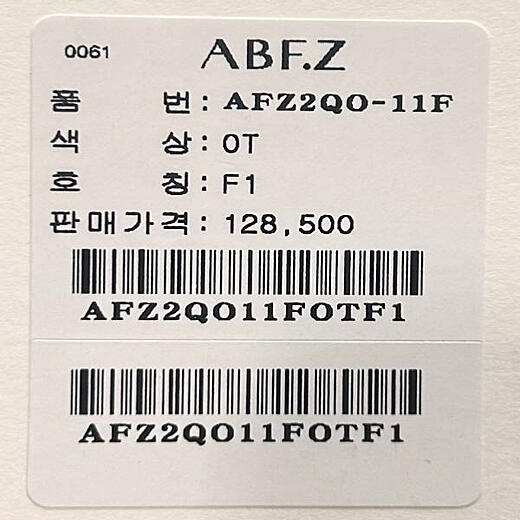 0061
ABF.Z
품 번 : AFZ2QO-11F
색 상 : OT
호 칭 : F1
판매가격 : 128,500
AFZ2QO11FOTF1
AFZ2QO11FOTF1